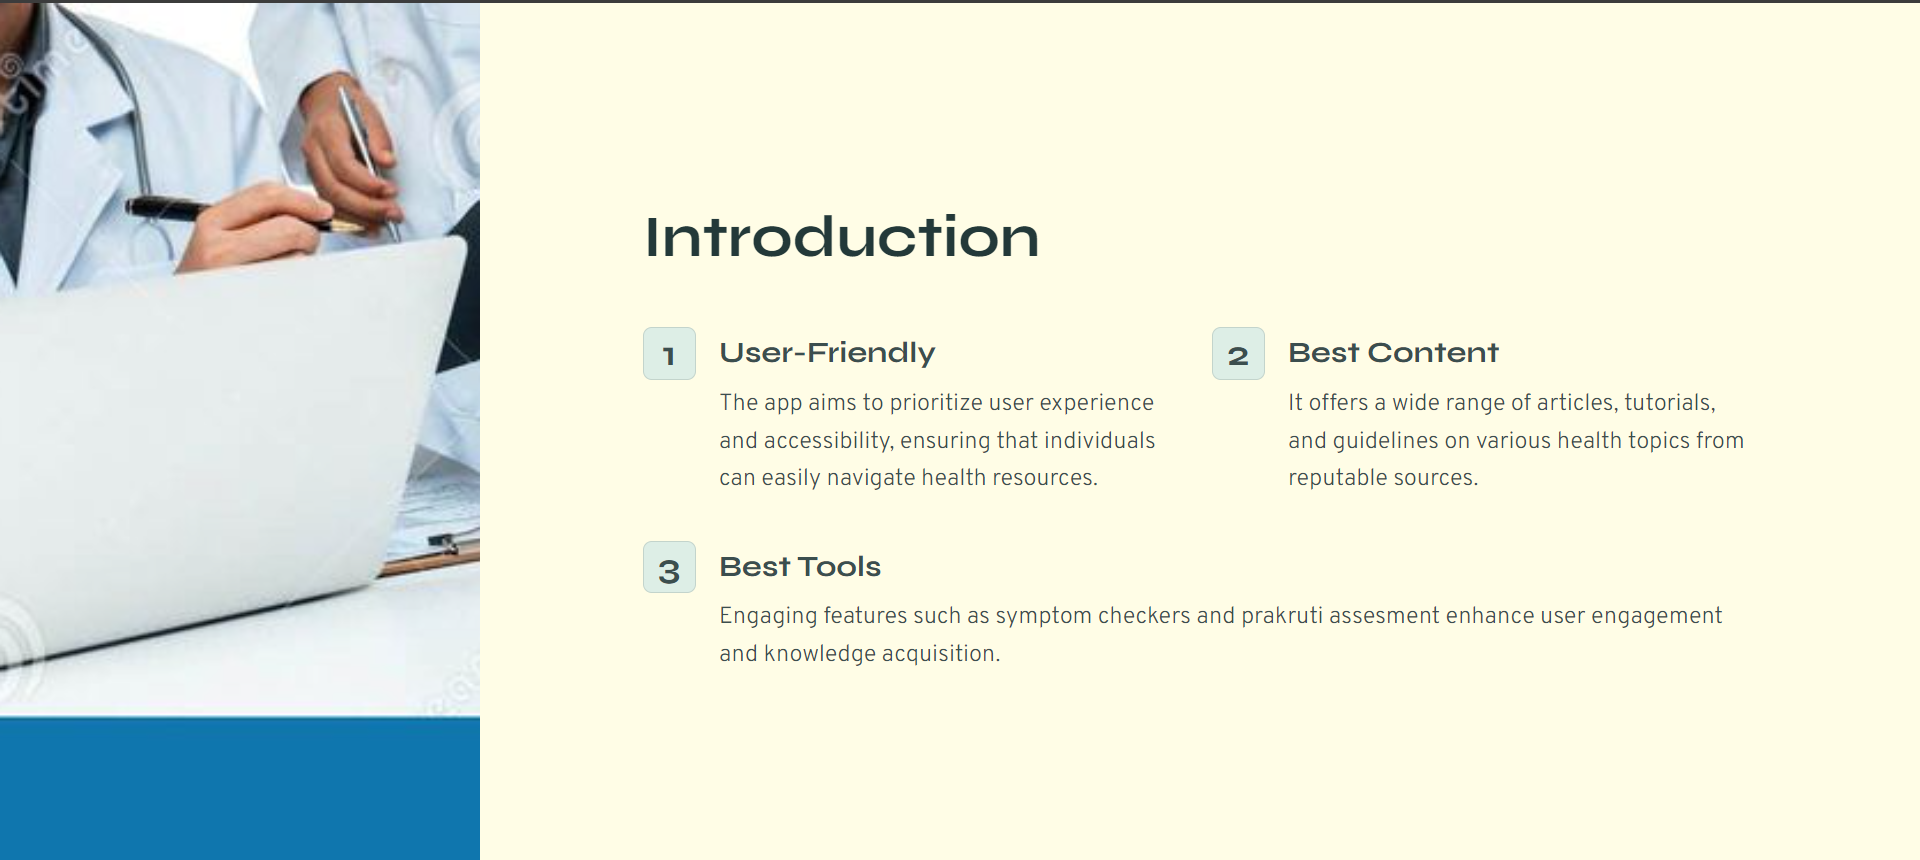 Introduction
1
User-Friendly
The app aims to prioritize user experience
and accessibility, ensuring that individuals
can easily navigate health resources.
2
Best Content
It offers a wide range of articles, tutorials,
and guidelines on various health topics from
reputable sources.
3
Best Tools
Engaging features such as symptom checkers and prakruti assesment enhance user engagement
and knowledge acquisition.